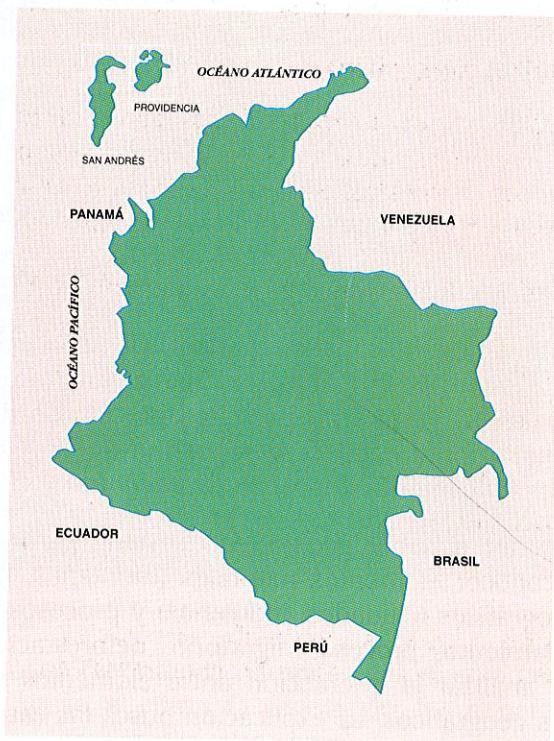 OCÉANO ATLÁNTICO
PROVIDENCIA
SAN ANDRÉS
PANAMÁ
VENEZUELA
OCÉANO PACÍFICO
ECUADOR
BRASIL
PERÚ